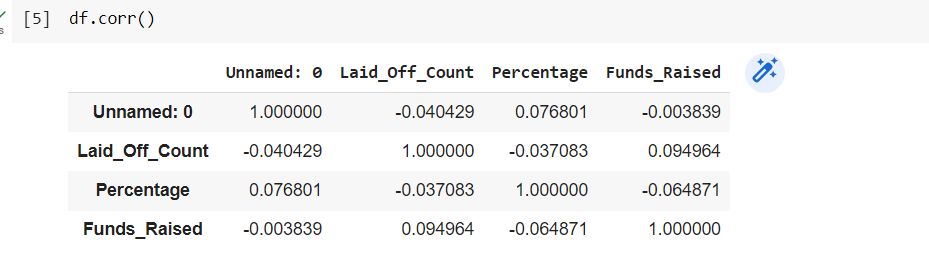 [5] df.corr()
s
Unnamed: 0 Laid_Off_Count Percentage Funds_Raised
Unnamed: 0 1.000000 -0.040429 0.076801 -0.003839
Laid_Off_Count -0.040429 1.000000 -0.037083 0.094964
Percentage 0.076801 -0.037083 1.000000 -0.064871
Funds_Raised -0.003839 0.094964 -0.064871 1.000000